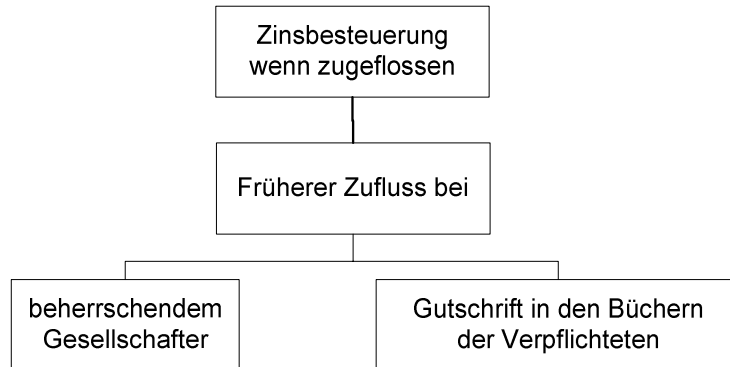 Zinsbesteuerung
wenn zugeflossen
Früherer Zufluss bei
beherrschendem
Gesellschafter
Gutschrift in den Büchern
der Verpflichteten